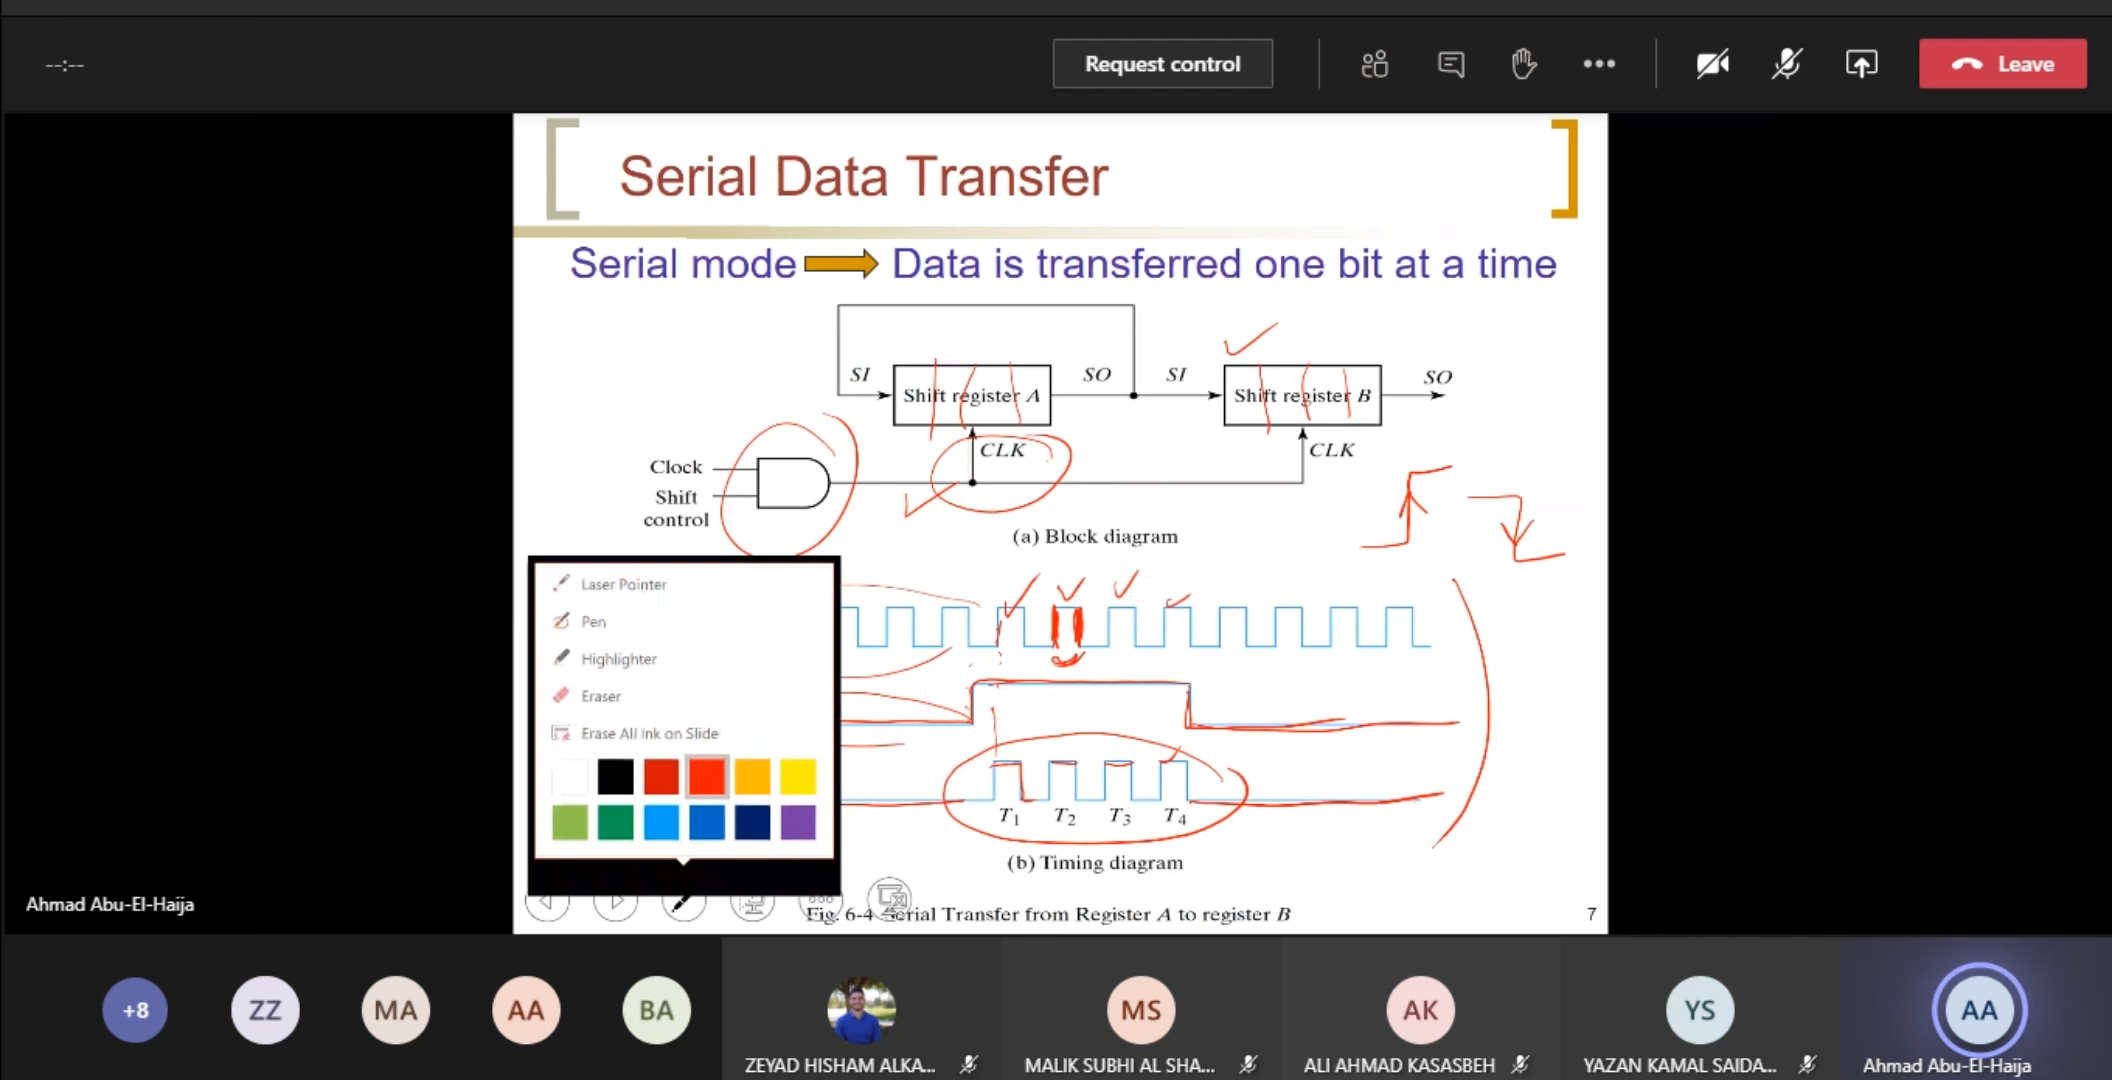 --:--
Request control
Leave
Serial Data Transfer
Serial mode Data is transferred one bit at a time
SI
Shift register A
SO
SI
Shift register B
SO
CLK
CLK
Clock
Shift
control
(a) Block diagram
Laser Pointer
Pen
Highlighter
Eraser
Erase All Ink on Slide
T1 T2 T3 T4
(b) Timing diagram
Fig. 6-4 Serial Transfer from Register A to register B
7
Ahmad Abu-El-Haija
+8
ZZ
MA
AA
BA
MS
AK
YS
AA
ZEYAD HISHAM ALKA...
MALIK SUBHI AL SHA...
ALI AHMAD KASASBEH
YAZAN KAMAL SAIDA...
Ahmad Abu-El-Haija